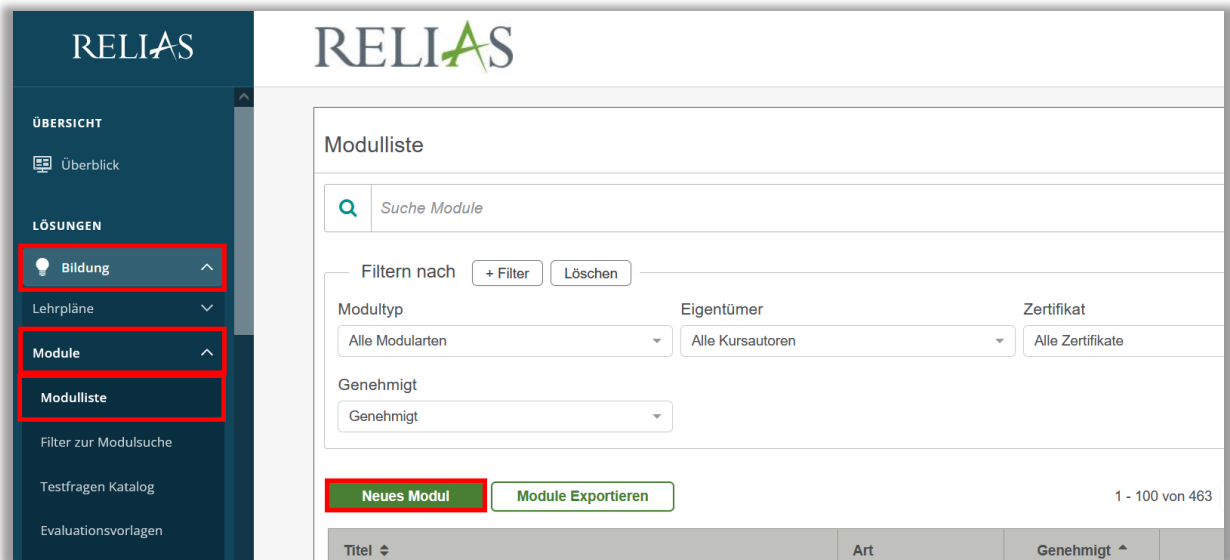 RELIAS
ÜBERSICHT
Überblick
LÖSUNGEN
Bildung
Lehrpläne
Module
Modulliste
Filter zur Modulsuche
Testfragen Katalog
Evaluationsvorlagen
RELIAS
Modulliste
Suche Module
Filtern nach + Filter Löschen
Modultyp Eigentümer Zertifikat
Alle Modularten Alle Kursautoren Alle Zertifikate
Genehmigt
Genehmigt
Neues Modul Module Exportieren 1 - 100 von 463
Titel Art Genehmigt